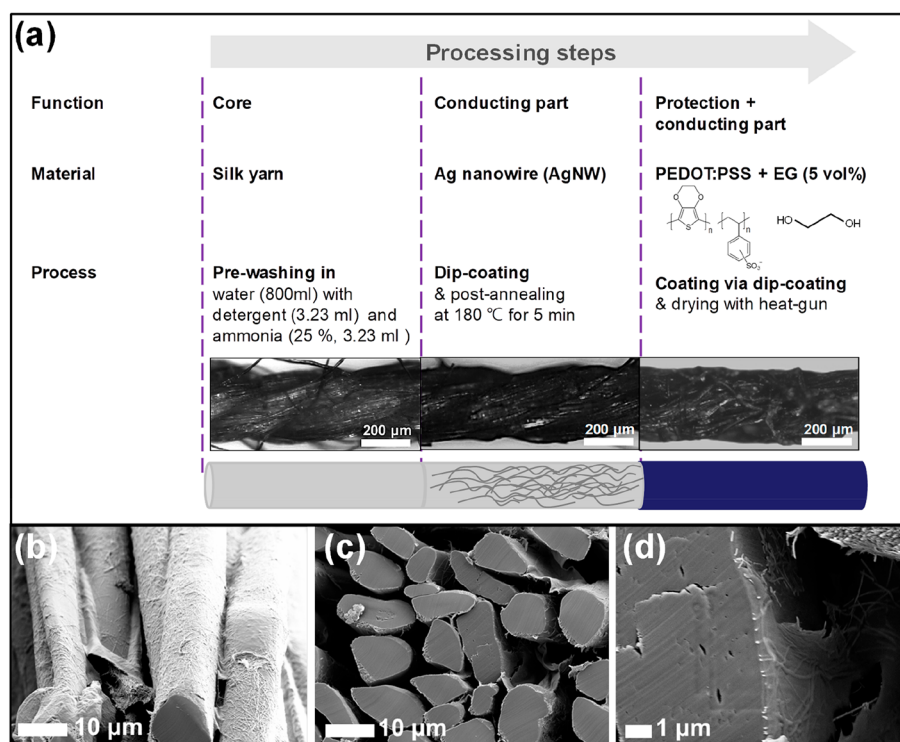 (a)
Processing steps
Function
Core
Conducting part
Protection +
conducting part
Material
Silk yarn
Ag nanowire (AgNW)
PEDOT:PSS + EG (5 vol%)
O O
S
n
n
SO₃⁻
HO
OH
Process
Pre-washing in
water (800ml) with
detergent (3.23 ml) and
ammonia (25 %, 3.23 ml )
Dip-coating
& post-annealing
at 180 ℃ for 5 min
Coating via dip-coating
& drying with heat-gun
200 µm
200 µm
200 µm
(b)
10 µm
(c)
10 µm
(d)
1 µm